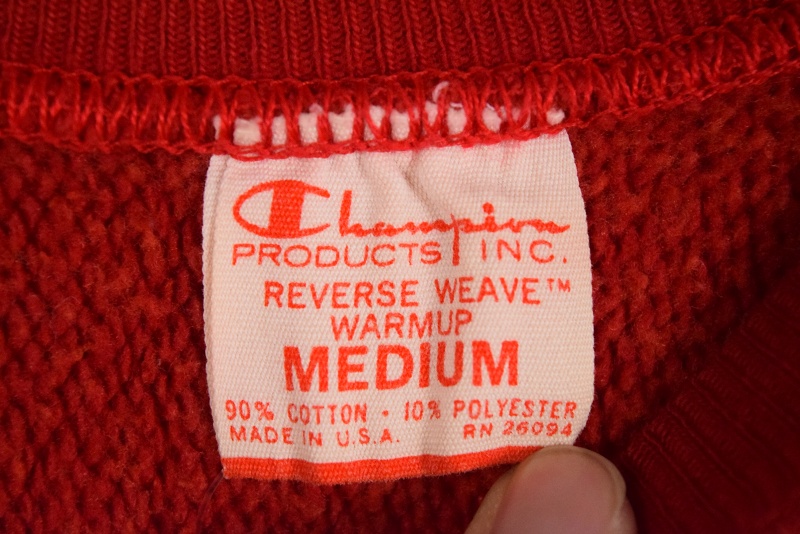 Champion
PRODUCTS INC.
REVERSE WEAVE™
WARMUP
MEDIUM
90% COTTON · 10% POLYESTER
MADE IN U.S.A. RN 26094